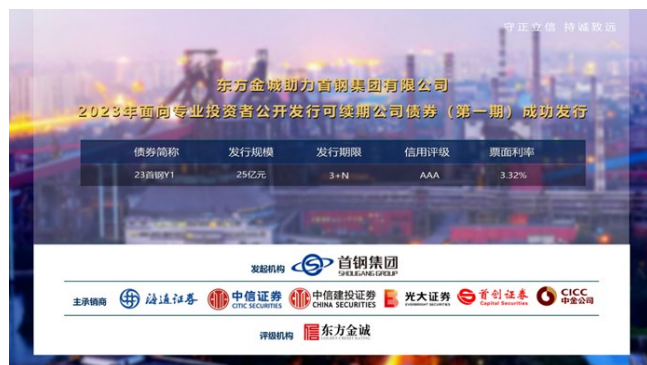 守正立信 持诚致远
东方金诚助力首钢集团有限公司
2023年面向专业投资者公开发行可续期公司债券（第一期）成功发行
债券简称 发行规模 发行期限 信用评级 票面利率
23首钢Y1 25亿元 3+N AAA 3.32%
发起机构 首钢集团
SHOUGANG GROUP
主承销商 海通证券 中信证券 中信建投证券 光大证券 首创证券 CICC
CITIC SECURITIES CHINA SECURITIES EVERBRIGHT SECURITIES Capital Securities 中金公司
评级机构 东方金诚
GOLDEN CREDIT RATING